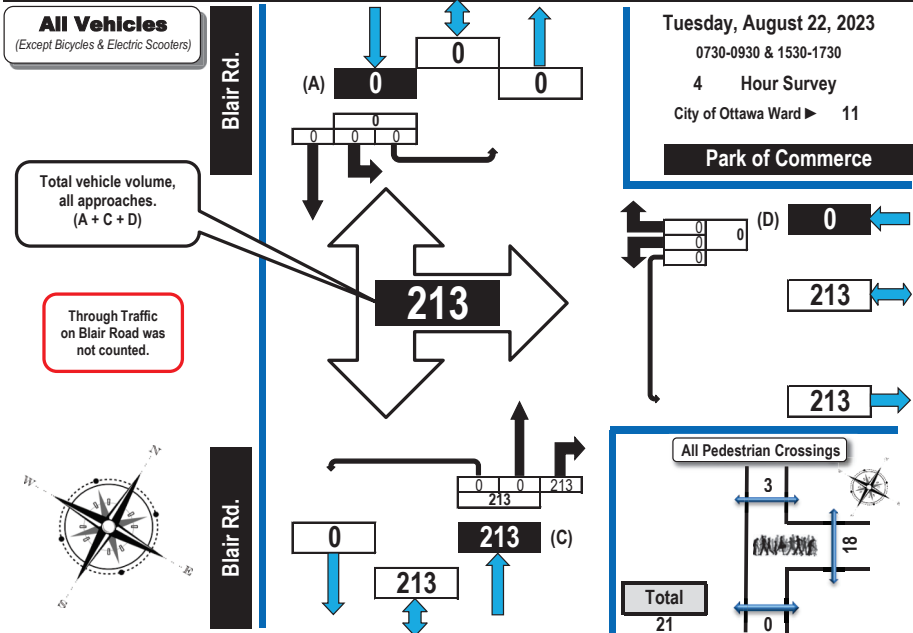 All Vehicles
(Except Bicycles & Electric Scooters)
Blair Rd.
Tuesday, August 22, 2023
0730-0930 & 1530-1730
4 Hour Survey
City of Ottawa Ward ► 11
Park of Commerce
0
(A) 0
0
0
0 0 0
Total vehicle volume,
all approaches.
(A + C + D)
213
Through Traffic
on Blair Road was
not counted.
0
0
0
0
(D) 0
213
213
N
W
E
S
Blair Rd.
0 0 213
213
0
213 (C)
213
All Pedestrian Crossings
3
18
Total
21
0